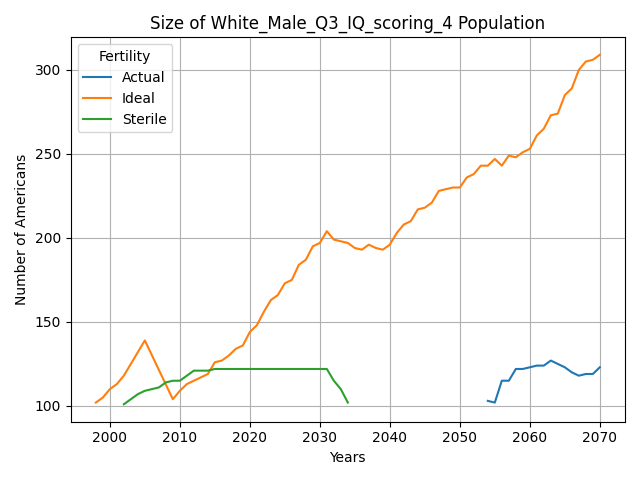 Size of White_Male_Q3_IQ_scoring_4 Population
Fertility
Actual
Ideal
Sterile
300
250
200
150
100
Number of Americans
2000 2010 2020 2030 2040 2050 2060 2070
Years